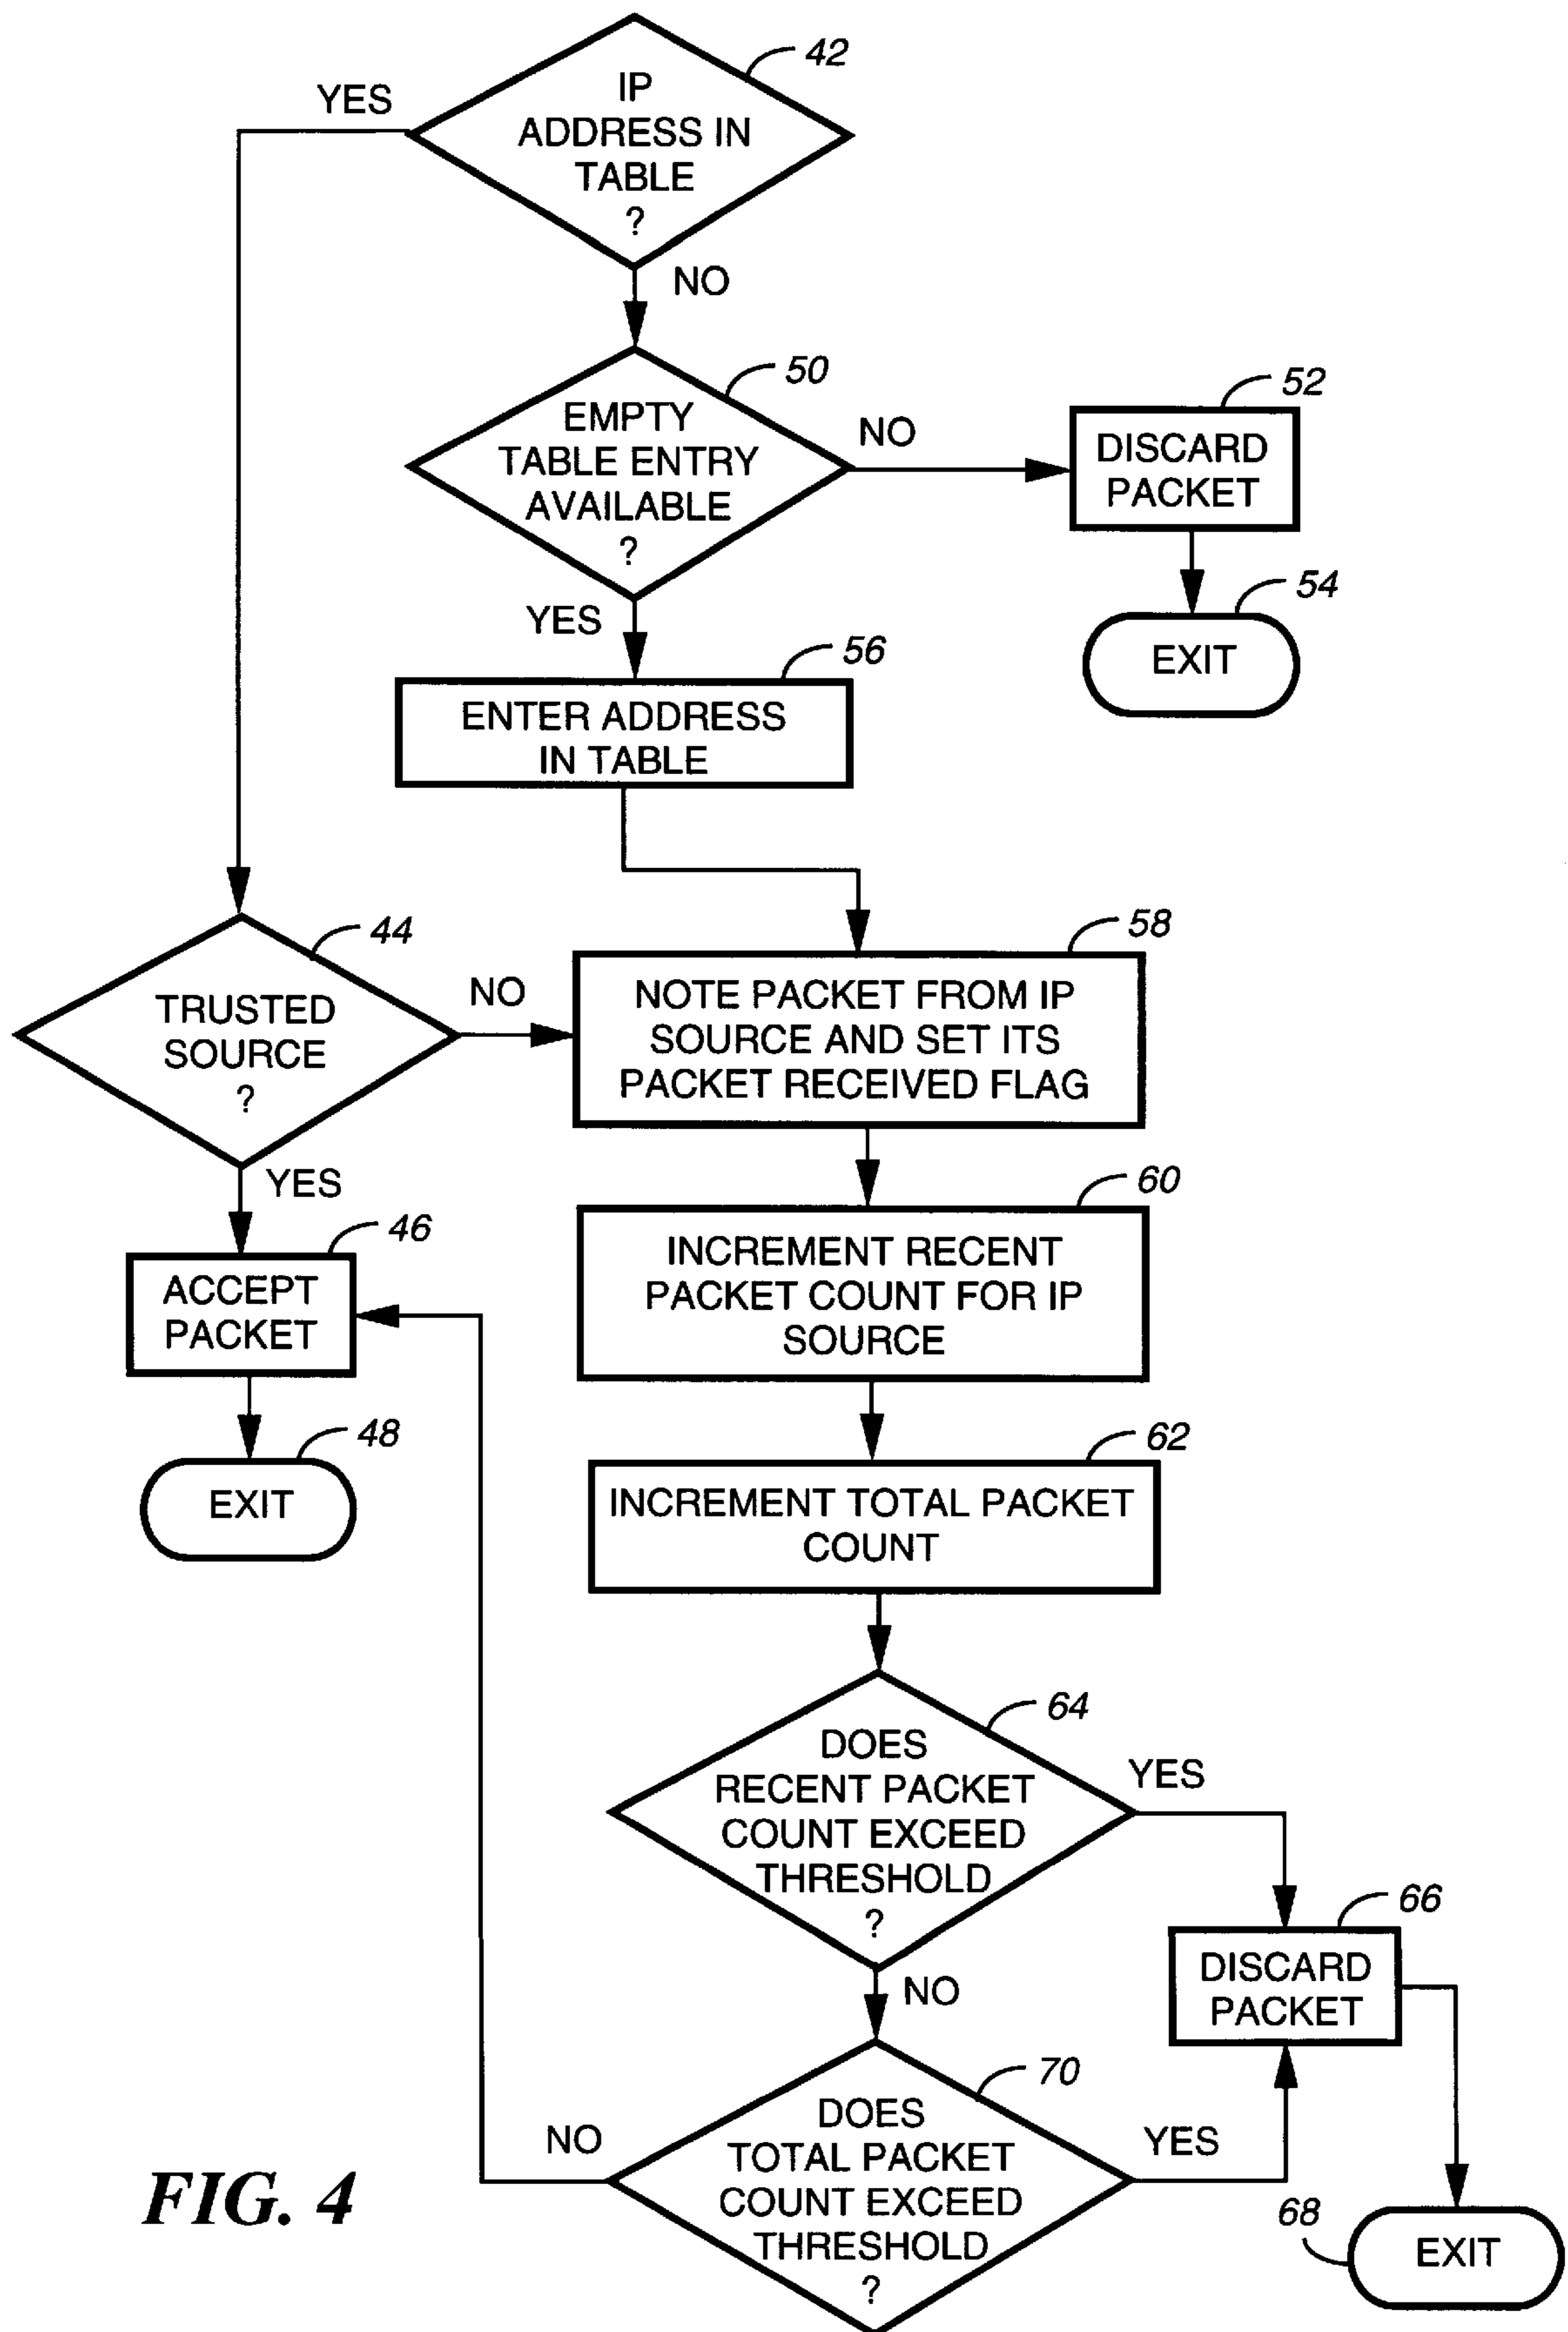 42
YES
IP
ADDRESS IN
TABLE
?
NO
50
EMPTY
TABLE ENTRY
AVAILABLE
?
NO
52
DISCARD
PACKET
54
EXIT
YES
56
ENTER ADDRESS
IN TABLE
44
TRUSTED
SOURCE
?
NO
58
NOTE PACKET FROM IP
SOURCE AND SET ITS
PACKET RECEIVED FLAG
YES
46
ACCEPT
PACKET
48
EXIT
60
INCREMENT RECENT
PACKET COUNT FOR IP
SOURCE
62
INCREMENT TOTAL PACKET
COUNT
64
DOES
RECENT PACKET
COUNT EXCEED
THRESHOLD
?
YES
66
DISCARD
PACKET
NO
70
DOES
TOTAL PACKET
COUNT EXCEED
THRESHOLD
?
NO
YES
68
EXIT
FIG. 4